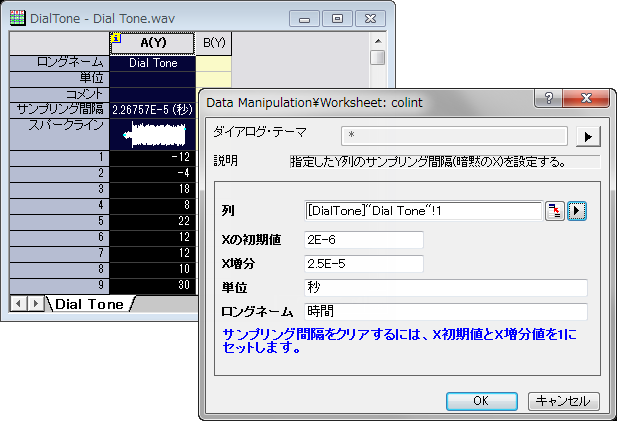 DialTone - Dial Tone.wav
A(Y) B(Y)
ロングネーム Dial Tone
単位
コメント
サンプリング間隔 2.26757E-5 (秒)
スパークライン
1 -12
2 -4
3 18
4 8
5 22
6 12
7 12
8 10
9 30
Dial Tone
Data Manipulation¥Worksheet: colint
ダイアログ・テーマ *
説明 指定したY列のサンプリング間隔(暗黙のX)を設定する。
列 [DialTone]"Dial Tone"!1
Xの初期値 2E-6
X増分 2.5E-5
単位 秒
ロングネーム 時間
サンプリング間隔をクリアするには、X初期値とX増分値を1に
セットします。
OK キャンセル